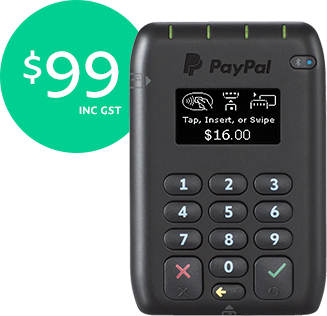 $99
INC GST
PayPal
Tap, Insert, or Swipe
$16.00
1 2 3
4 5 6
7 8 9
0